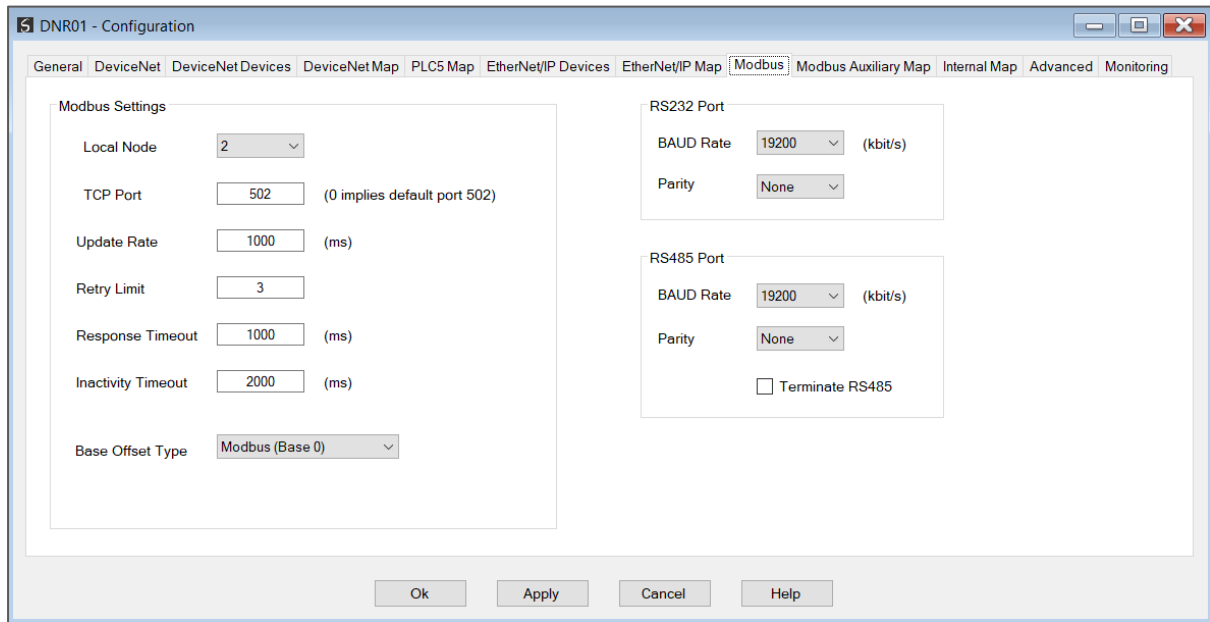 DNR01 - Configuration
General DeviceNet DeviceNet Devices DeviceNet Map PLC5 Map EtherNet/IP Devices EtherNet/IP Map Modbus Modbus Auxiliary Map Internal Map Advanced Monitoring
Modbus Settings
Local Node 2
TCP Port 502 (0 implies default port 502)
Update Rate 1000 (ms)
Retry Limit 3
Response Timeout 1000 (ms)
Inactivity Timeout 2000 (ms)
Base Offset Type Modbus (Base 0)
RS232 Port
BAUD Rate 19200 (kbit/s)
Parity None
RS485 Port
BAUD Rate 19200 (kbit/s)
Parity None
Terminate RS485
Ok Apply Cancel Help